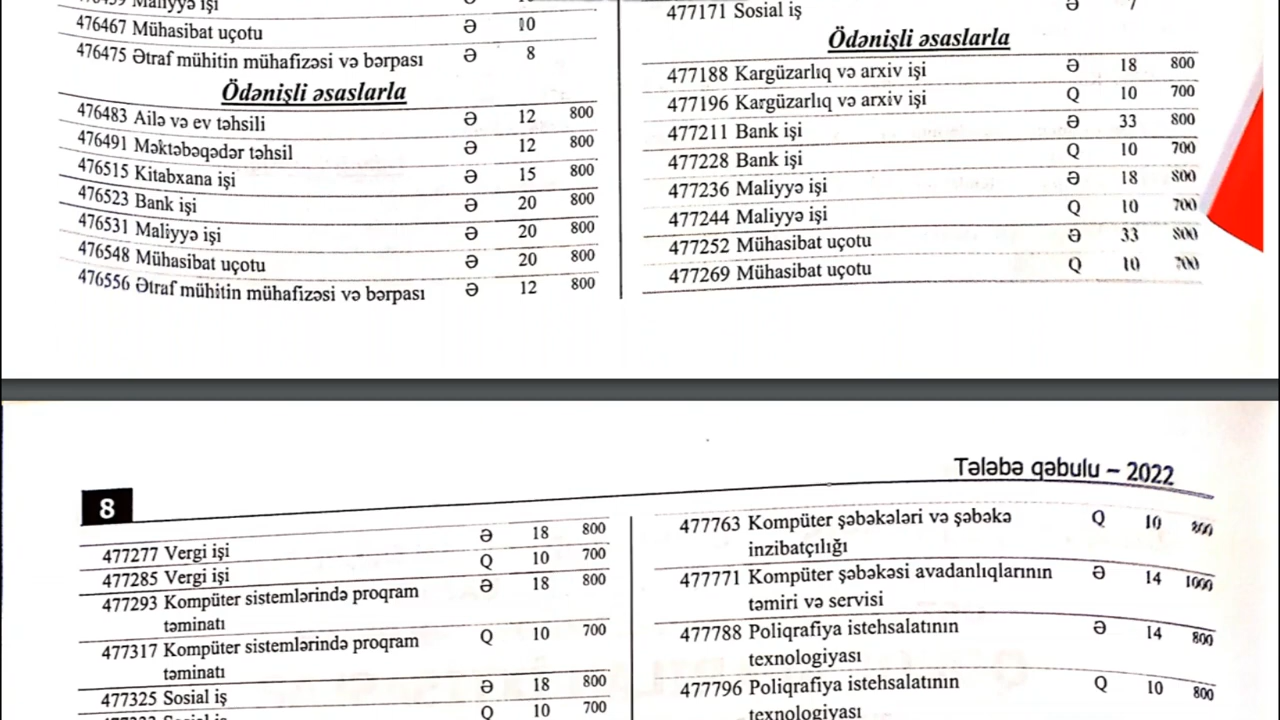 Maliyyə işi
476467 Mühasibat uçotu Ə 10
476475 Ətraf mühitin mühafizəsi və bərpası Ə 8
Ödənişli əsaslarla
476483 Ailə və ev təhsili Ə 12 800
476491 Məktəbəqədər təhsil Ə 12 800
476515 Kitabxana işi Ə 15 800
476523 Bank işi Ə 20 800
476531 Maliyyə işi Ə 20 800
476548 Mühasibat uçotu Ə 20 800
476556 Ətraf mühitin mühafizəsi və bərpası Ə 12 800
477171 Sosial iş Ə 7
Ödənişli əsaslarla
477188 Kargüzarlıq və arxiv işi Ə 18 800
477196 Kargüzarlıq və arxiv işi Q 10 700
477211 Bank işi Ə 33 800
477228 Bank işi Q 10 700
477236 Maliyyə işi Ə 18 800
477244 Maliyyə işi Q 10 700
477252 Mühasibat uçotu Ə 33 800
477269 Mühasibat uçotu Q 10 700
Tələbə qəbulu – 2022
8
477277 Vergi işi Ə 18 800
477285 Vergi işi Q 10 700
477293 Kompüter sistemlərində proqram Ə 18 800
təminatı
477317 Kompüter sistemlərində proqram Q 10 700
təminatı
477325 Sosial iş Ə 18 800
Q 10 700
477763 Kompüter şəbəkələri və şəbəkə Q 10
inzibatçılığı
477771 Kompüter şəbəkəsi avadanlıqlarının Ə 14 1000
təmiri və servisi
477788 Poliqrafiya istehsalatının Ə 14 800
texnologiyası
477796 Poliqrafiya istehsalatının Q 10 800
texnologiyası